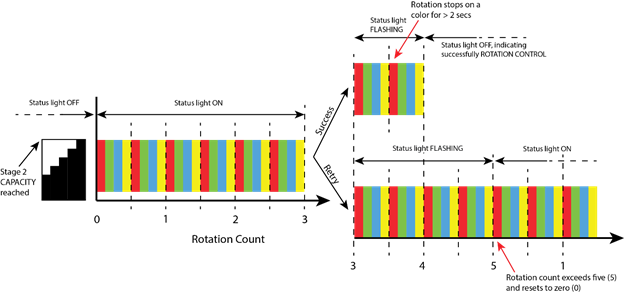 Rotation stops on a
color for > 2 secs
Status light
FLASHING
Status light OFF, indicating
successfully ROTATION CONTROL
Status light OFF
Status light ON
Success
Retry
Stage 2
CAPACITY
reached
0
1
2
3
Rotation Count
3
4
Status light FLASHING
Status light ON
3
4
5
1
Rotation count exceeds five (5)
and resets to zero (0)